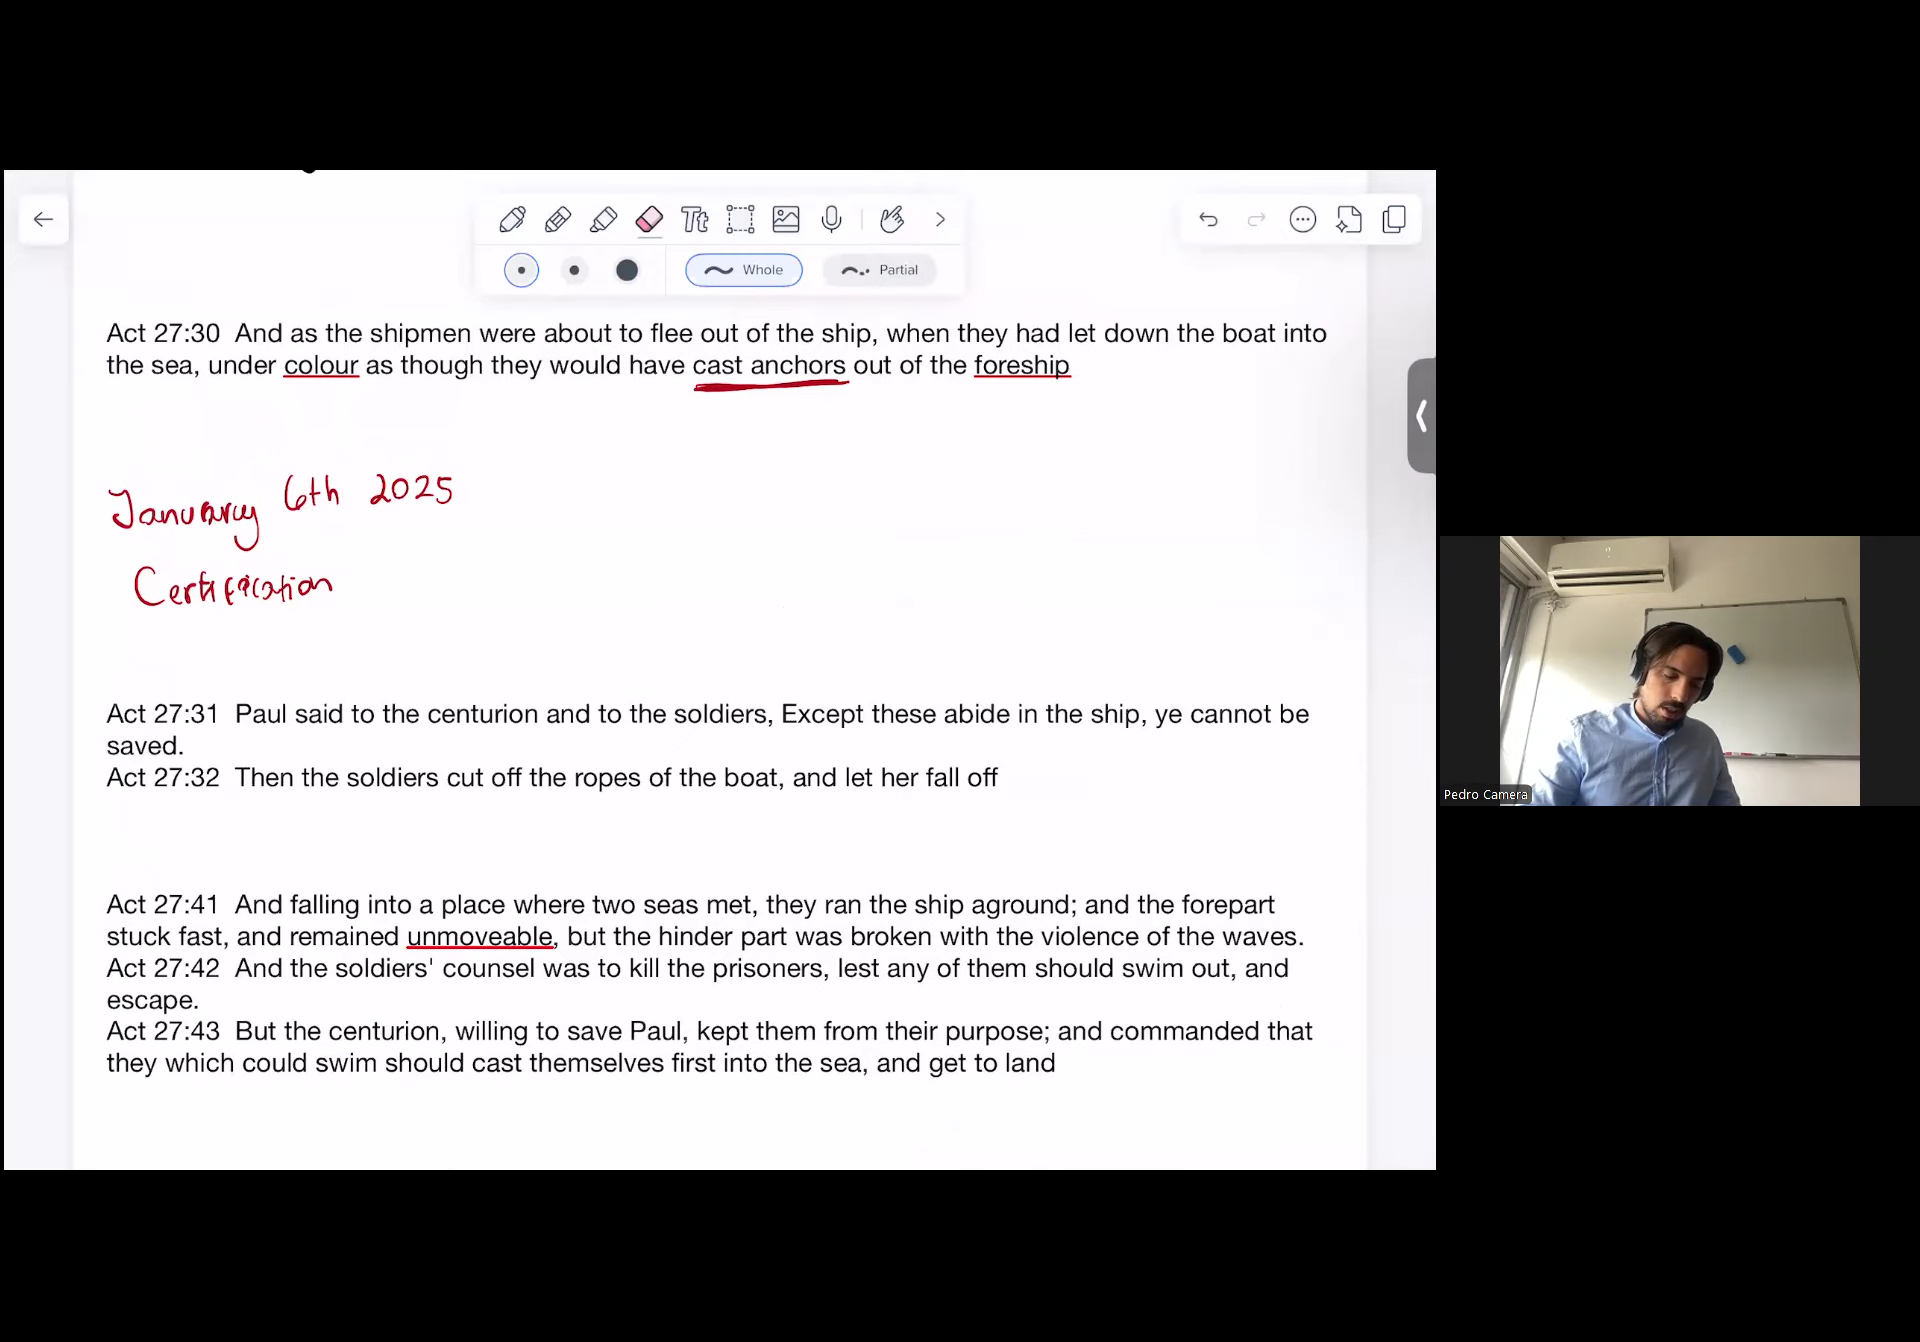 Whole
Partial
Act 27:30 And as the shipmen were about to flee out of the ship, when they had let down the boat into
the sea, under colour as though they would have cast anchors out of the foreship
January 6th 2025
Certification
Act 27:31 Paul said to the centurion and to the soldiers, Except these abide in the ship, ye cannot be
saved.
Act 27:32 Then the soldiers cut off the ropes of the boat, and let her fall off
Act 27:41 And falling into a place where two seas met, they ran the ship aground; and the forepart
stuck fast, and remained unmoveable, but the hinder part was broken with the violence of the waves.
Act 27:42 And the soldiers' counsel was to kill the prisoners, lest any of them should swim out, and
escape.
Act 27:43 But the centurion, willing to save Paul, kept them from their purpose; and commanded that
they which could swim should cast themselves first into the sea, and get to land
Pedro Camera